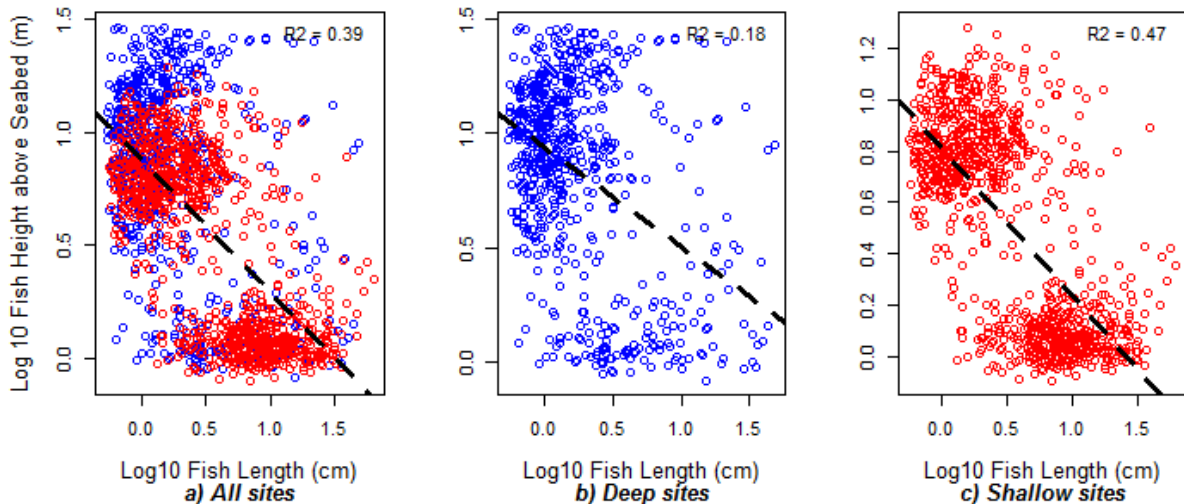 Log 10 Fish Height above Seabed (m)
1.5
1.0
0.5
0.0
R2 = 0.39
0.0 0.5 1.0 1.5
Log10 Fish Length (cm)
a) All sites
1.5
1.0
0.5
0.0
R2 = 0.18
0.0 0.5 1.0 1.5
Log10 Fish Length (cm)
b) Deep sites
1.2
1.0
0.8
0.6
0.4
0.2
0.0
R2 = 0.47
0.0 0.5 1.0 1.5
Log10 Fish Length (cm)
c) Shallow sites